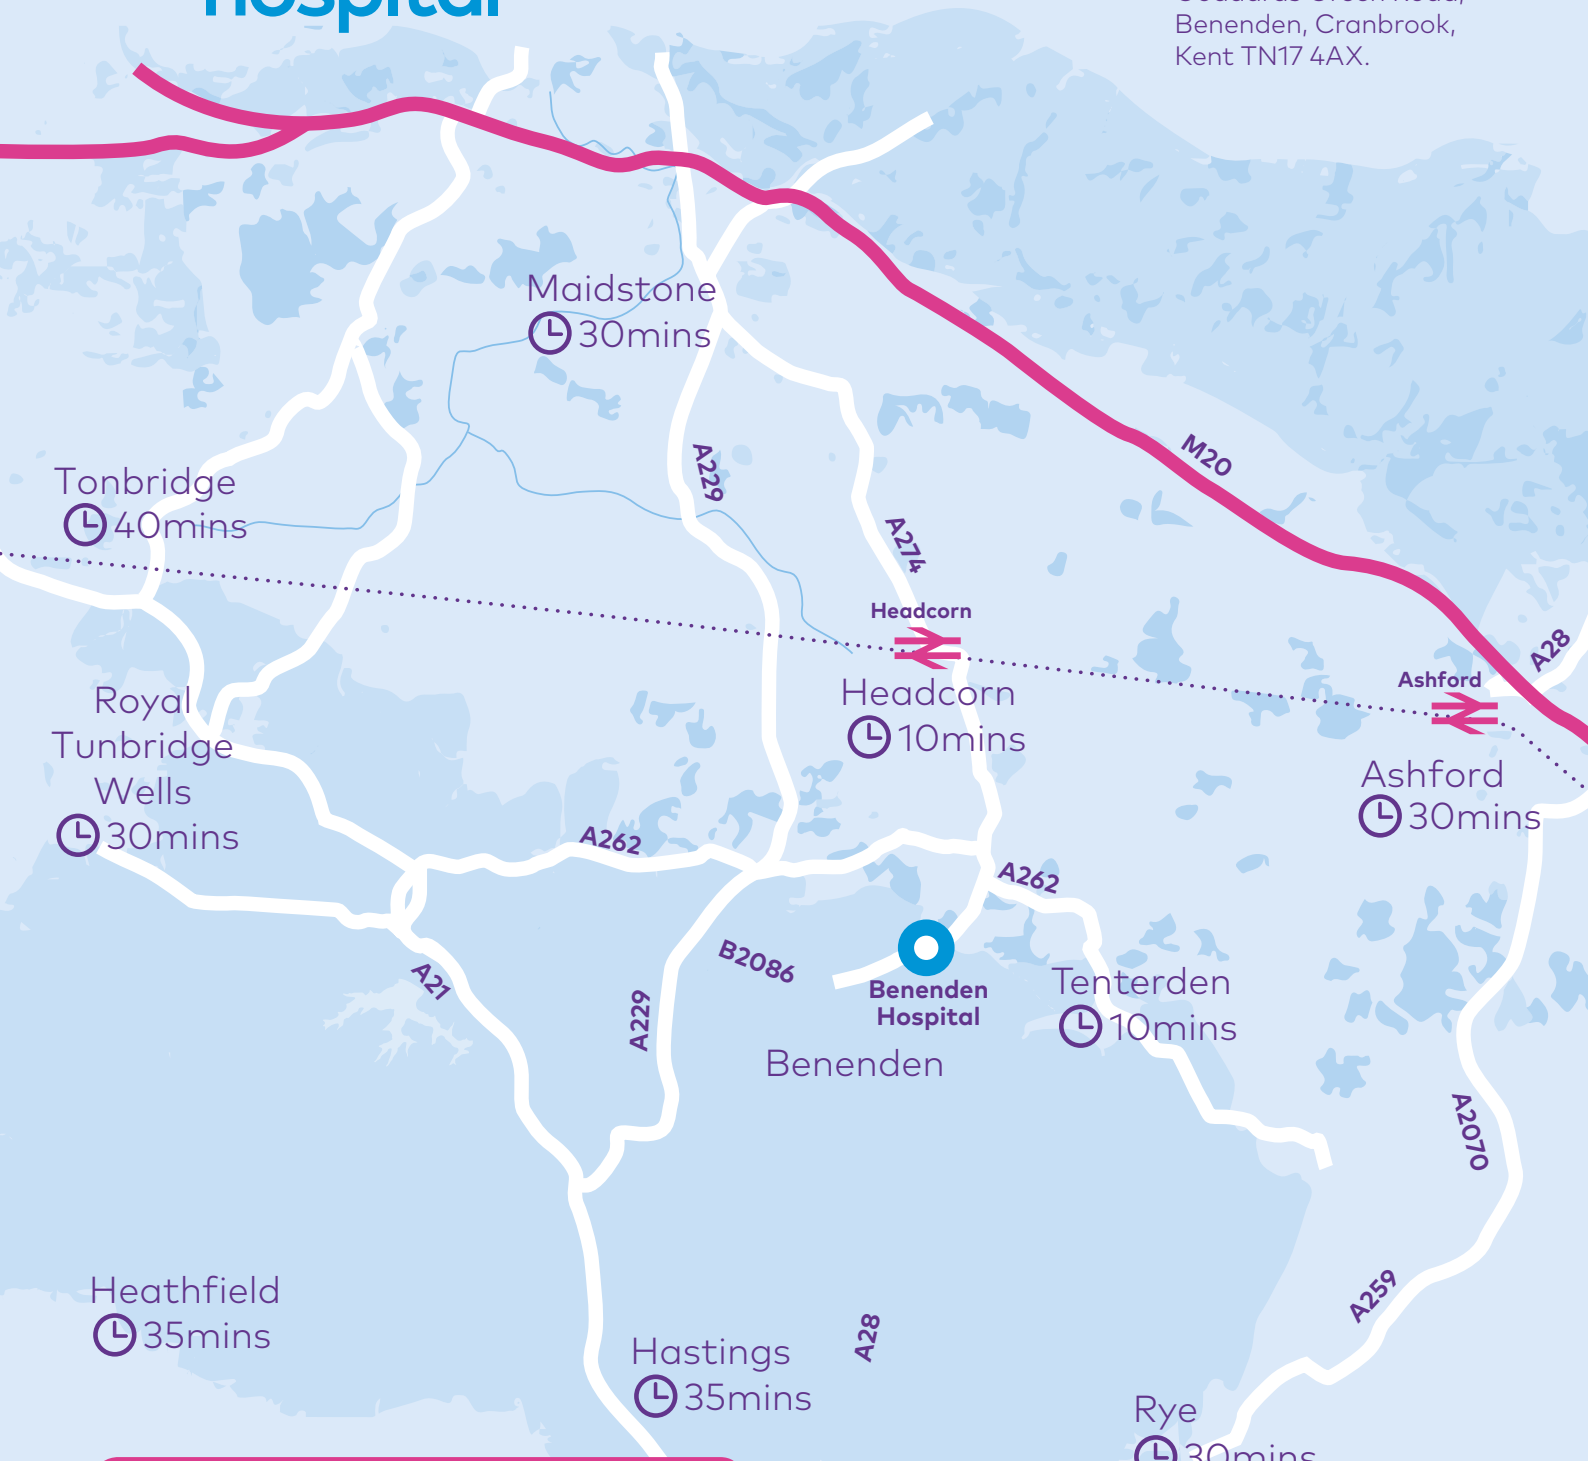 hospital
Benenden, Cranbrook,
Kent TN17 4AX.
Maidstone
30mins
M20
A229
Tonbridge
40mins
A274
Headcorn
A28
Ashford
Headcorn
10mins
Royal
Tunbridge
Wells
30mins
Ashford
30mins
A262
A262
B2086
A21
Benenden
Hospital
Tenterden
10mins
A229
Benenden
A2070
Heathfield
35mins
A259
A28
Hastings
35mins
Rye
30mins